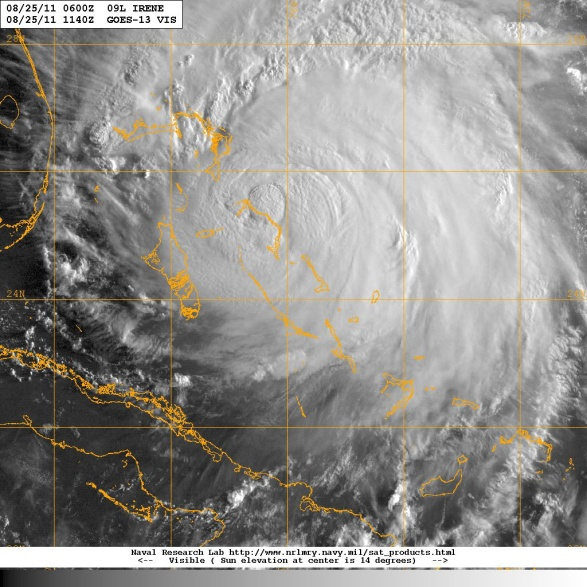 08/25/11 0600Z 09L IRENE
08/25/11 1140Z GOES-13 VIS
24N
Naval Research Lab http://www.nrlmry.navy.mil/sat_products.html
<-- Visible ( Sun elevation at center is 14 degrees) -->